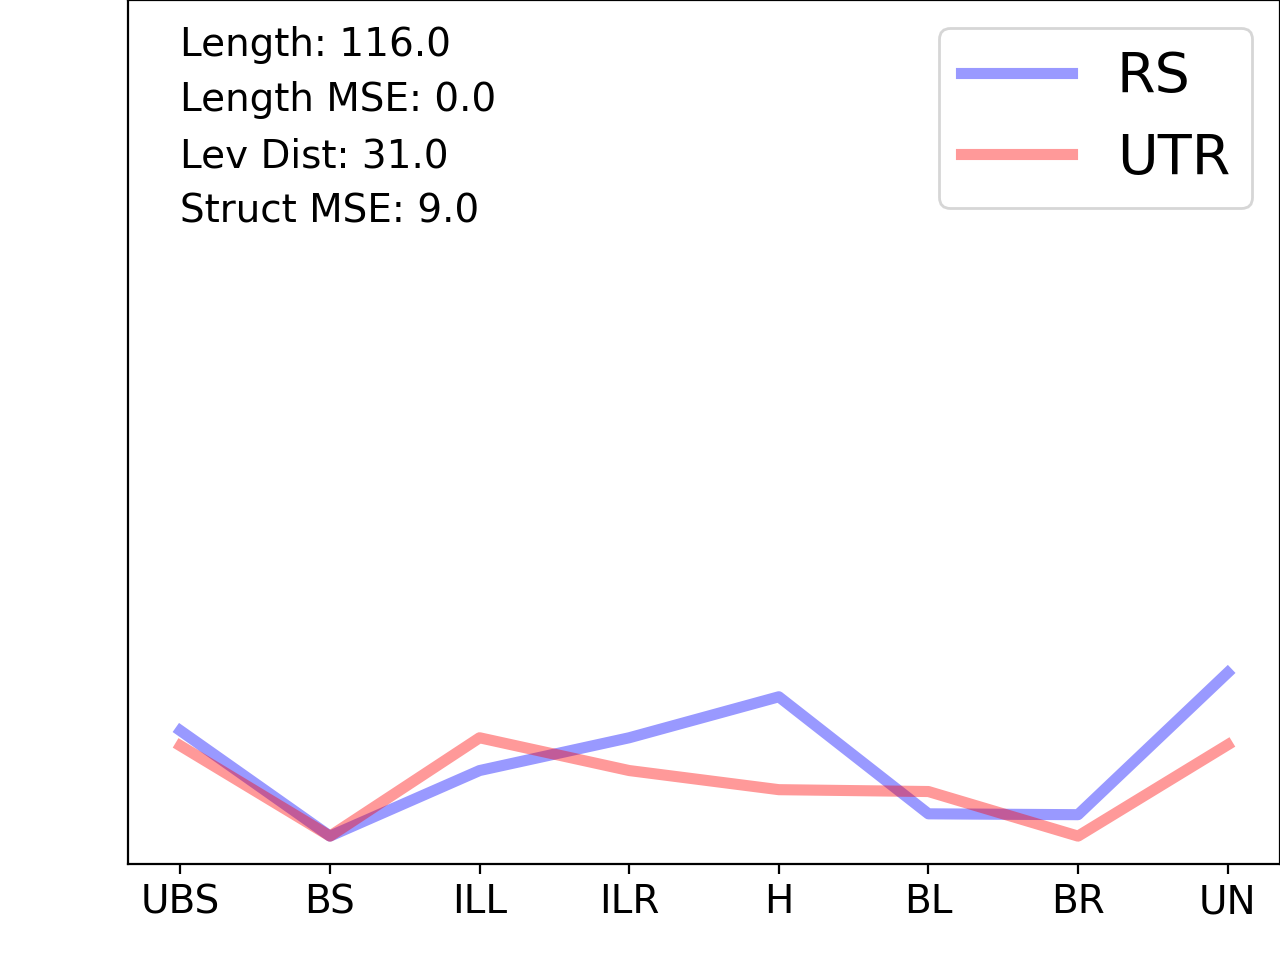 Length: 116.0
Length MSE: 0.0
Lev Dist: 31.0
Struct MSE: 9.0
RS
UTR
UBS BS ILL ILR H BL BR UN